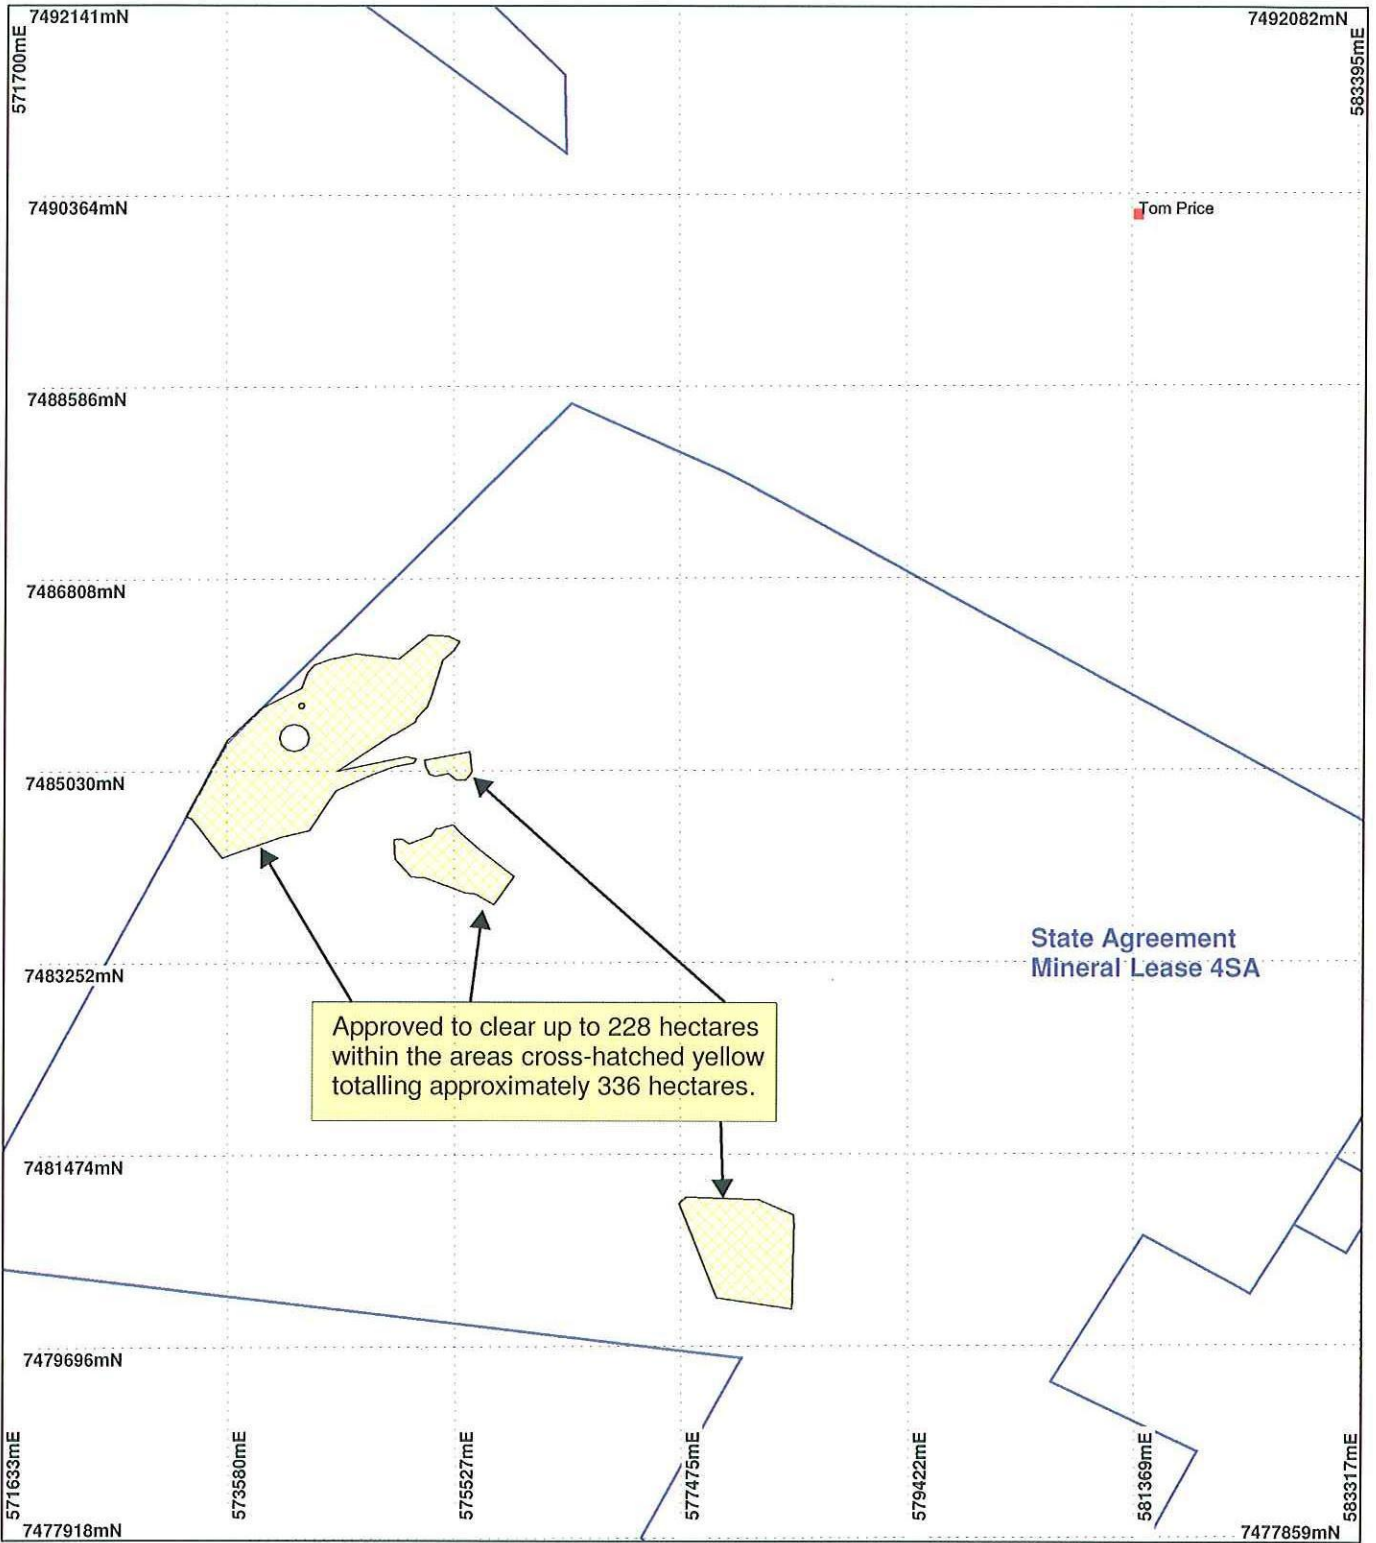 7492141mN
7492082mN
571700mE
583395mE
7490364mN
Tom Price
7488586mN
7486808mN
7485030mN
State Agreement
Mineral Lease 4SA
7483252mN
Approved to clear up to 228 hectares
within the areas cross-hatched yellow
totalling approximately 336 hectares.
7481474mN
7479696mN
571633mE
573580mE
575527mE
577475mE
579422mE
581369mE
583317mE
7477918mN
7477859mN